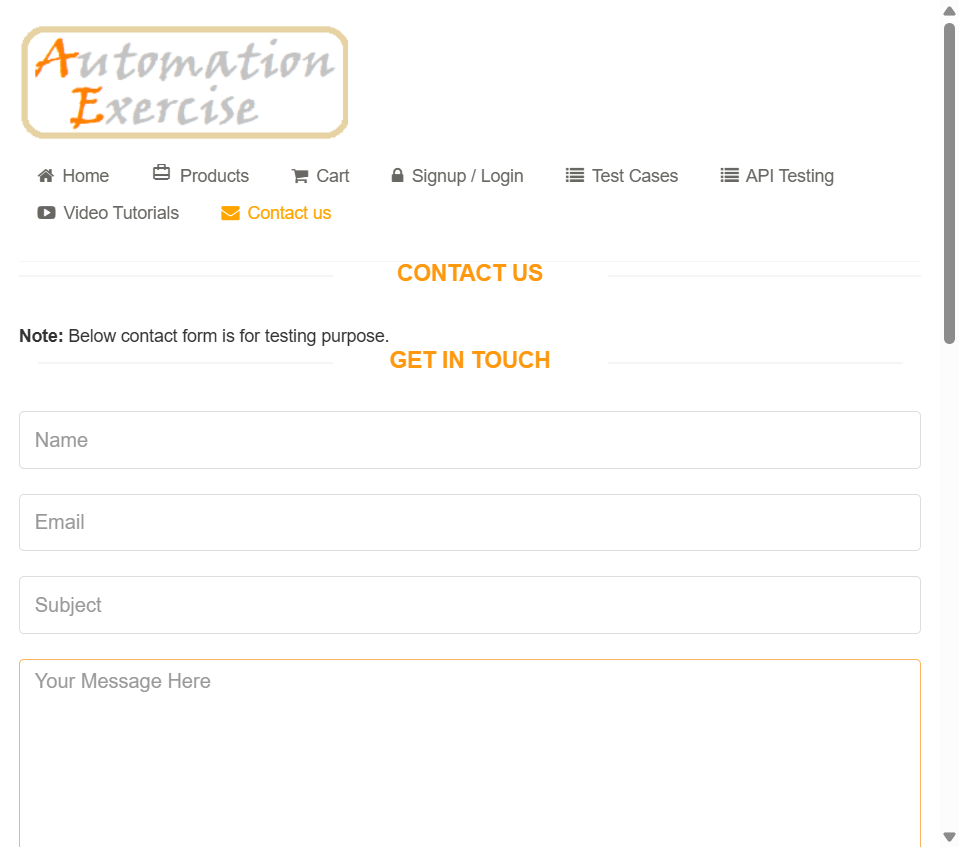 Automation
Exercise
Home Products Cart Signup / Login Test Cases API Testing
Video Tutorials Contact us
CONTACT US
Note: Below contact form is for testing purpose.
GET IN TOUCH
Name
Email
Subject
Your Message Here